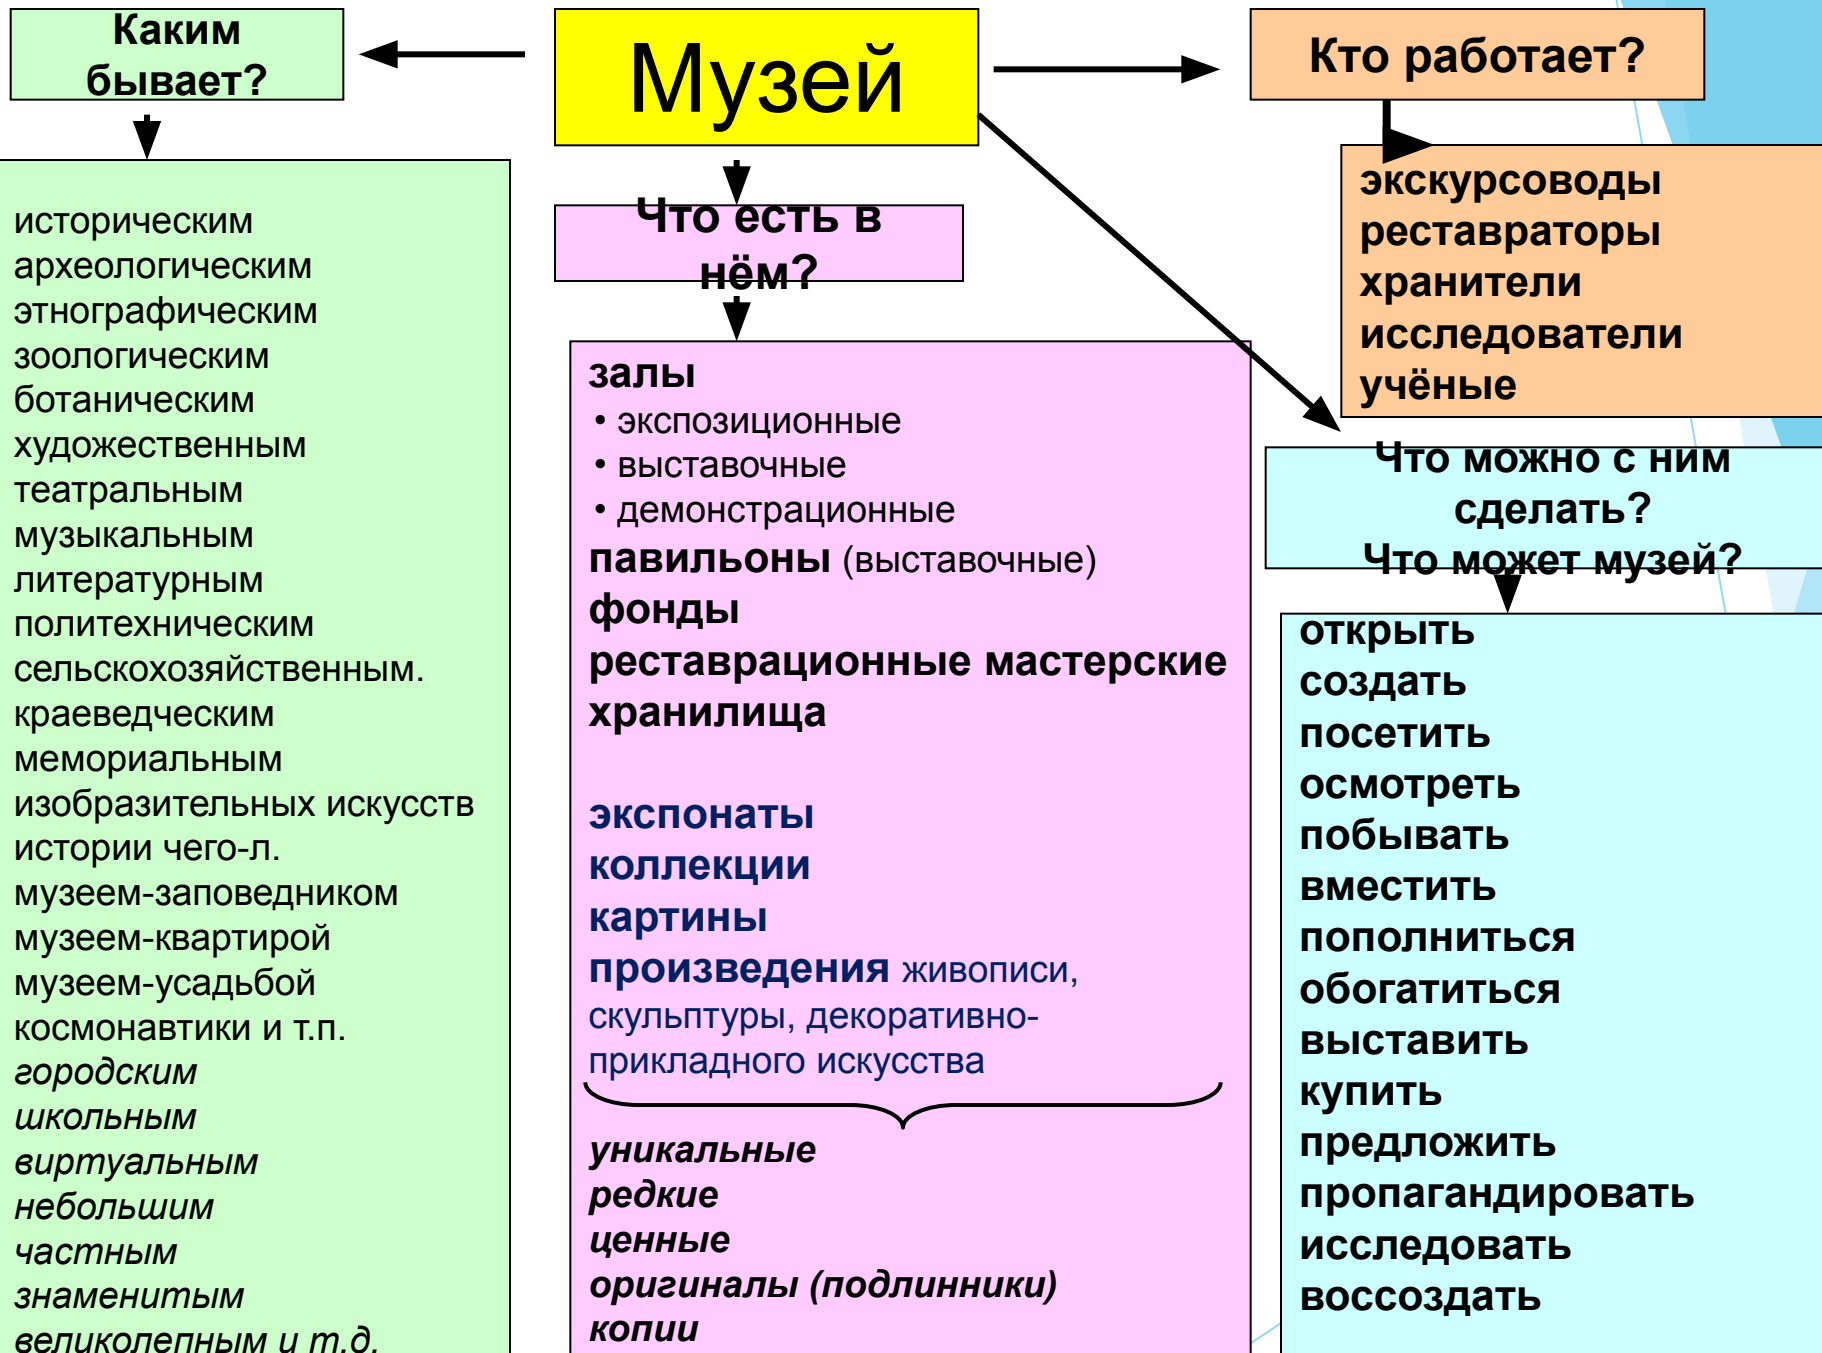 Каким
бывает?
историческим
археологическим
этнографическим
зоологическим
ботаническим
художественным
театральным
музыкальным
литературным
политехническим
сельскохозяйственным.
краеведческим
мемориальным
изобразительных искусств
истории чего-л.
музеем-заповедником
музеем-квартирой
музеем-усадьбой
космонавтики и т.п.
городским
школьным
виртуальным
небольшим
частным
знаменитым
великолепным и т.д.
Музей
Что есть в
нём?
залы
• экспозиционные
• выставочные
• демонстрационные
павильоны (выставочные)
фонды
реставрационные мастерские
хранилища
экспонаты
коллекции
картины
произведения живописи,
скульптуры, декоративно-
прикладного искусства
уникальные
редкие
ценные
оригиналы (подлинники)
копии
Кто работает?
экскурсоводы
реставраторы
хранители
исследователи
учёные
Что можно с ним
сделать?
Что может музей?
открыть
создать
посетить
осмотреть
побывать
вместить
пополниться
обогатиться
выставить
купить
предложить
пропагандировать
исследовать
воссоздать